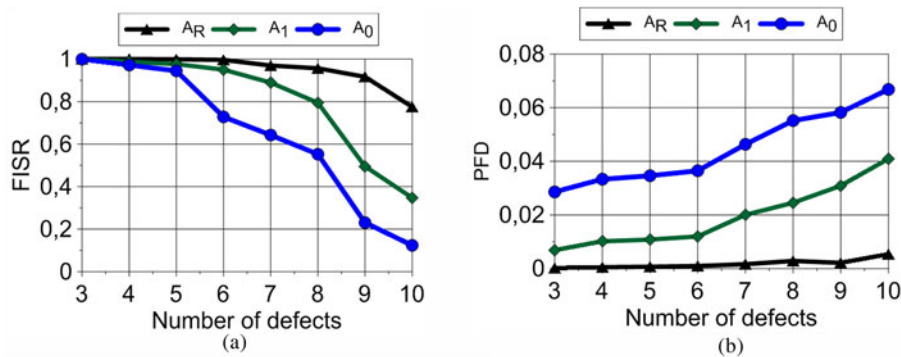 A_R A_1 A_0
1
0,8
0,6
0,4
0,2
0
FISR
3 4 5 6 7 8 9 10
Number of defects
(a)
A_R A_1 A_0
0,08
0,06
0,04
0,02
0
PFD
3 4 5 6 7 8 9 10
Number of defects
(b)